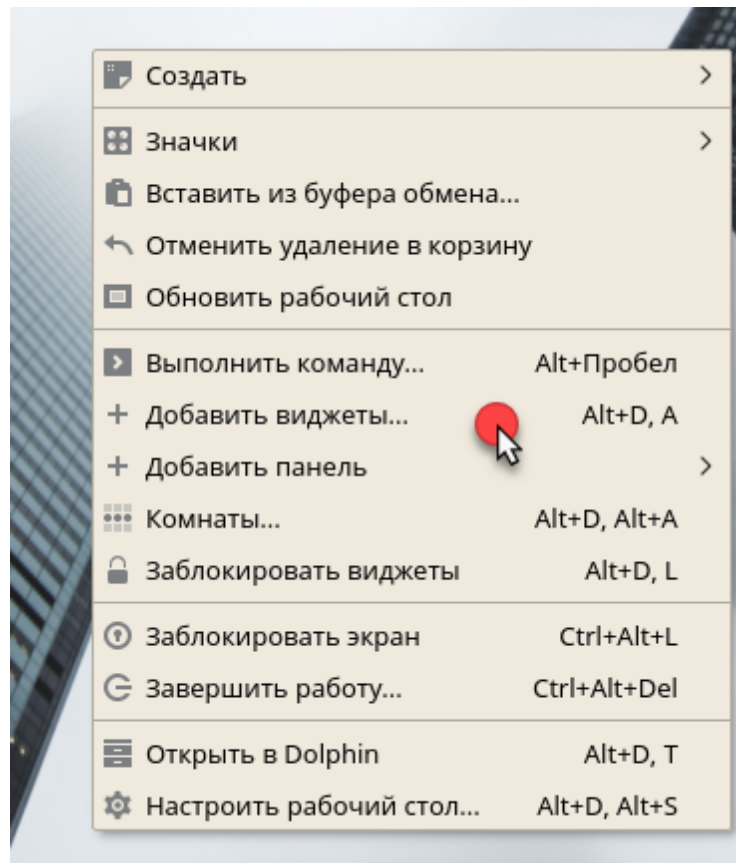 Создать
Значки
Вставить из буфера обмена...
Отменить удаление в корзину
Обновить рабочий стол
Выполнить команду... Alt+Пробел
Добавить виджеты... Alt+D, A
Добавить панель
Комнаты... Alt+D, Alt+A
Заблокировать виджеты Alt+D, L
Заблокировать экран Ctrl+Alt+L
Завершить работу... Ctrl+Alt+Del
Открыть в Dolphin Alt+D, T
Настроить рабочий стол... Alt+D, Alt+S